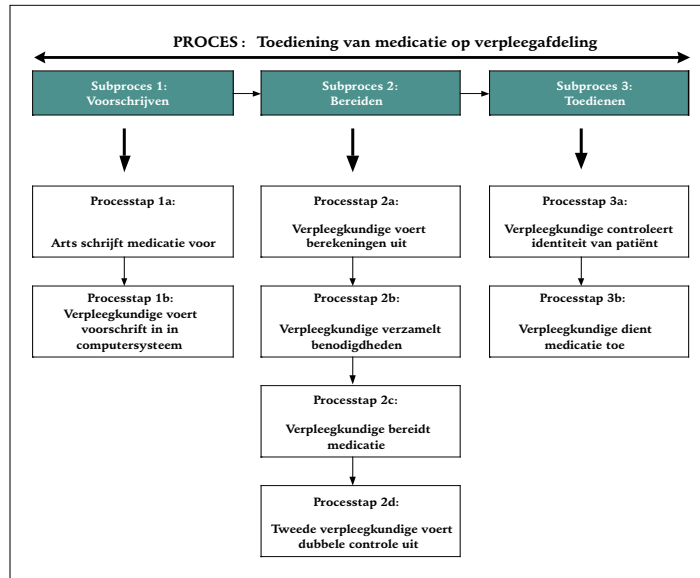 PROCES : Toediening van medicatie op verpleegafdeling
Subproces 1:
Voorschrijven
Subproces 2:
Bereiden
Subproces 3:
Toedienen
Processtap 1a:
Arts schrijft medicatie voor
Processtap 2a:
Verpleegkundige voert
berekeningen uit
Processtap 3a:
Verpleegkundige controleert
identiteit van patiënt
Processtap 1b:
Verpleegkundige voert
voorschrift in in
computersysteem
Processtap 2b:
Verpleegkundige verzamelt
benodigdheden
Processtap 3b:
Verpleegkundige dient
medicatie toe
Processtap 2c:
Verpleegkundige bereidt
medicatie
Processtap 2d:
Tweede verpleegkundige voert
dubbele controle uit